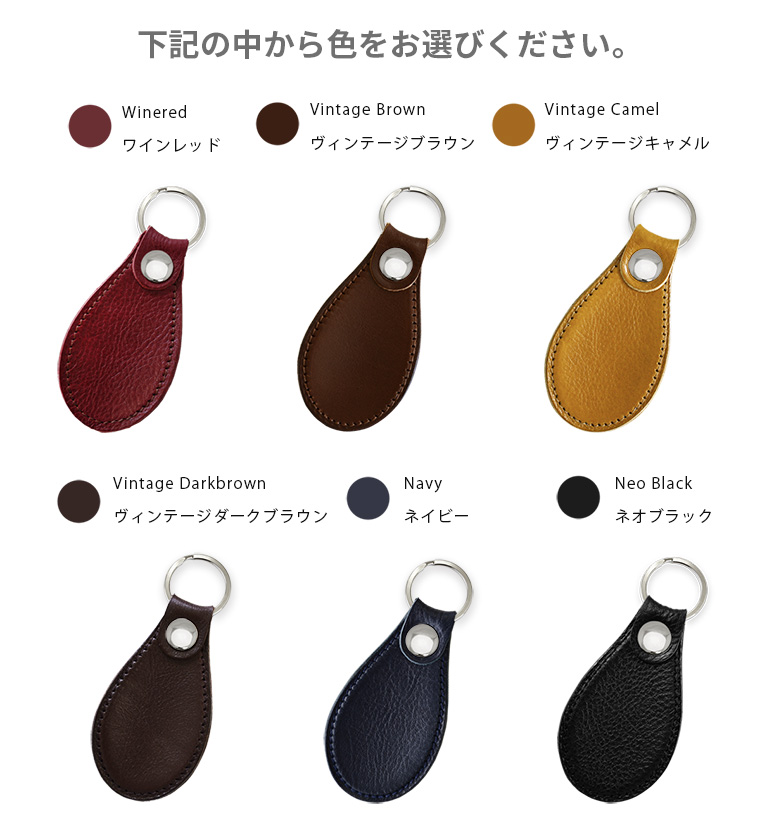 下記の中から色をお選びください。
Winered
ワインレッド
Vintage Brown
ヴィンテージブラウン
Vintage Camel
ヴィンテージキャメル
Vintage Darkbrown
ヴィンテージダークブラウン
Navy
ネイビー
Neo Black
ネオブラック